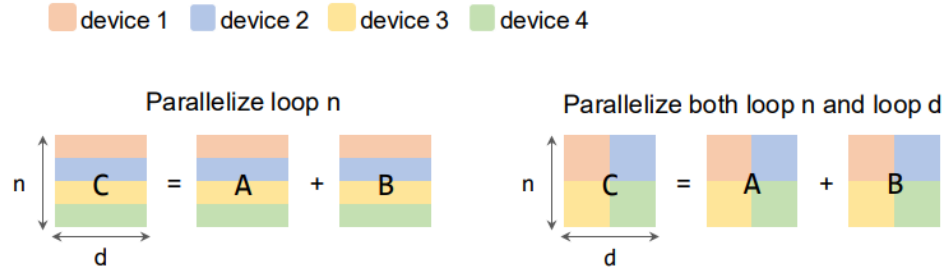 device 1 device 2 device 3 device 4
Parallelize loop n
n C = A + B
d
Parallelize both loop n and loop d
n C = A + B
d